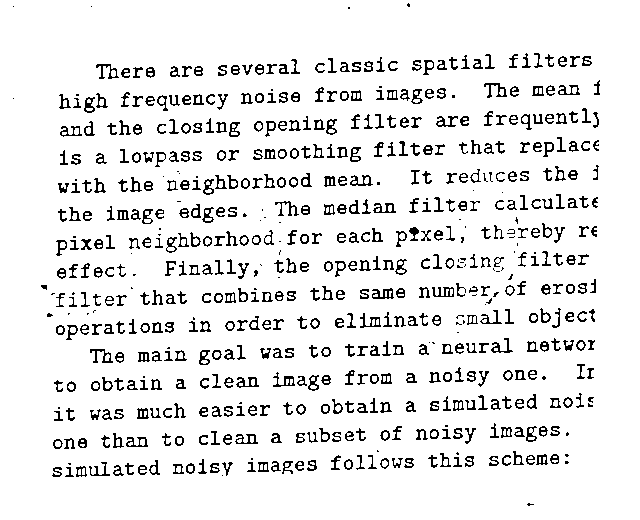 There are several classic spatial filters
high frequency noise from images. The mean f
and the closing opening filter are frequently
is a lowpass or smoothing filter that replace
with the neighborhood mean. It reduces the i
the image edges. The median filter calculate
pixel neighborhood for each pixel, thereby re
effect. Finally, the opening closing filter
filter that combines the same number of erosi
operations in order to eliminate small object
The main goal was to train a neural networ
to obtain a clean image from a noisy one. In
it was much easier to obtain a simulated nois
one than to clean a subset of noisy images.
simulated noisy images follows this scheme: